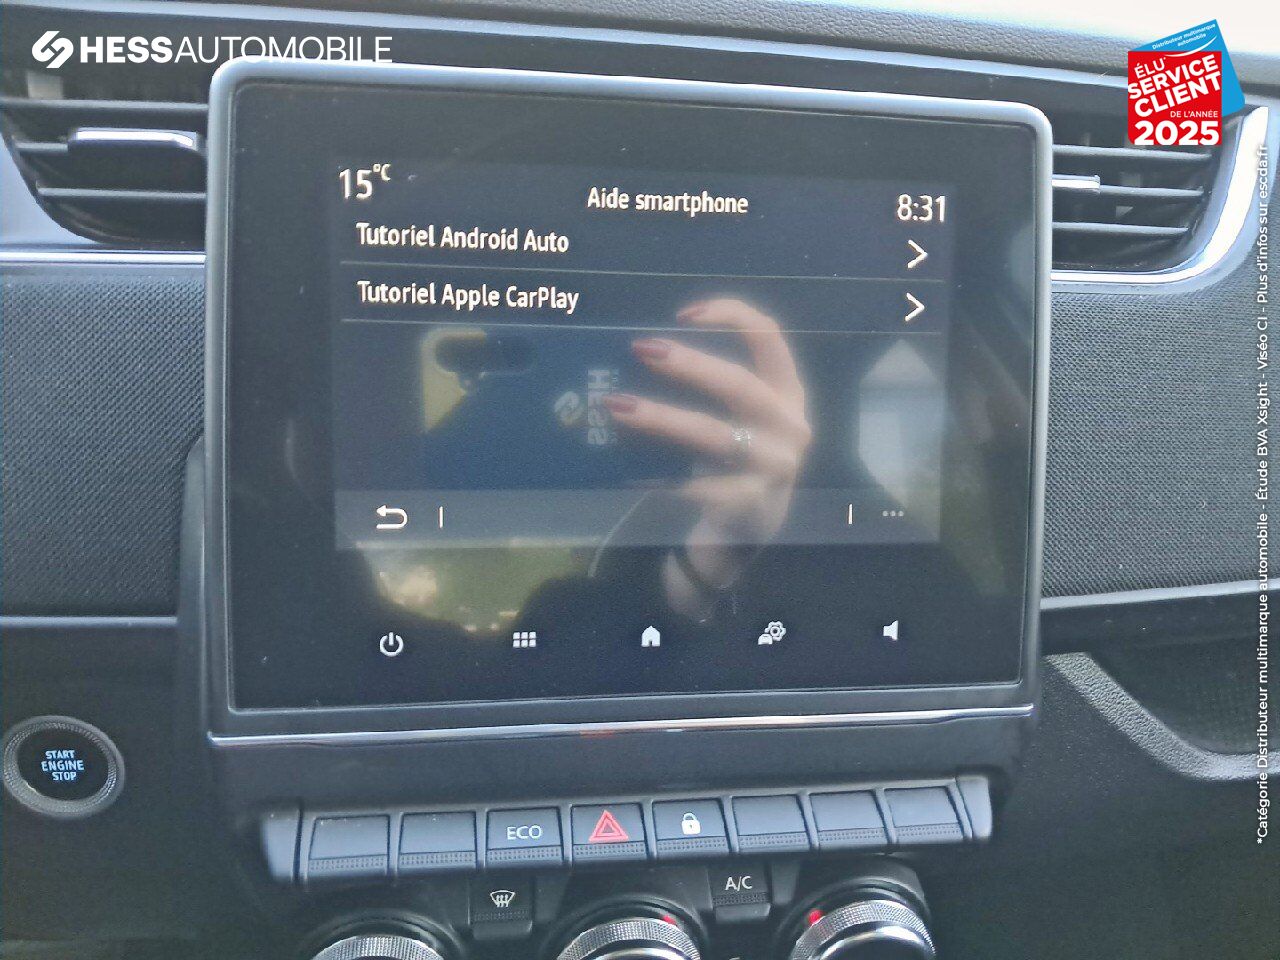 HESSAUTOMOBILE
Distributeur multimarque
automobile
ÉLU*
SERVICE
CLIENT
DE L'ANNÉE
2025
15°C
Aide smartphone
8:31
Tutoriel Android Auto
Tutoriel Apple CarPlay
HESS
START
ENGINE
STOP
ECO
A/C
*Catégorie Distributeur multimarque automobile - Étude BVA Xsight - Viséo CI - Plus d'infos sur escda.fr